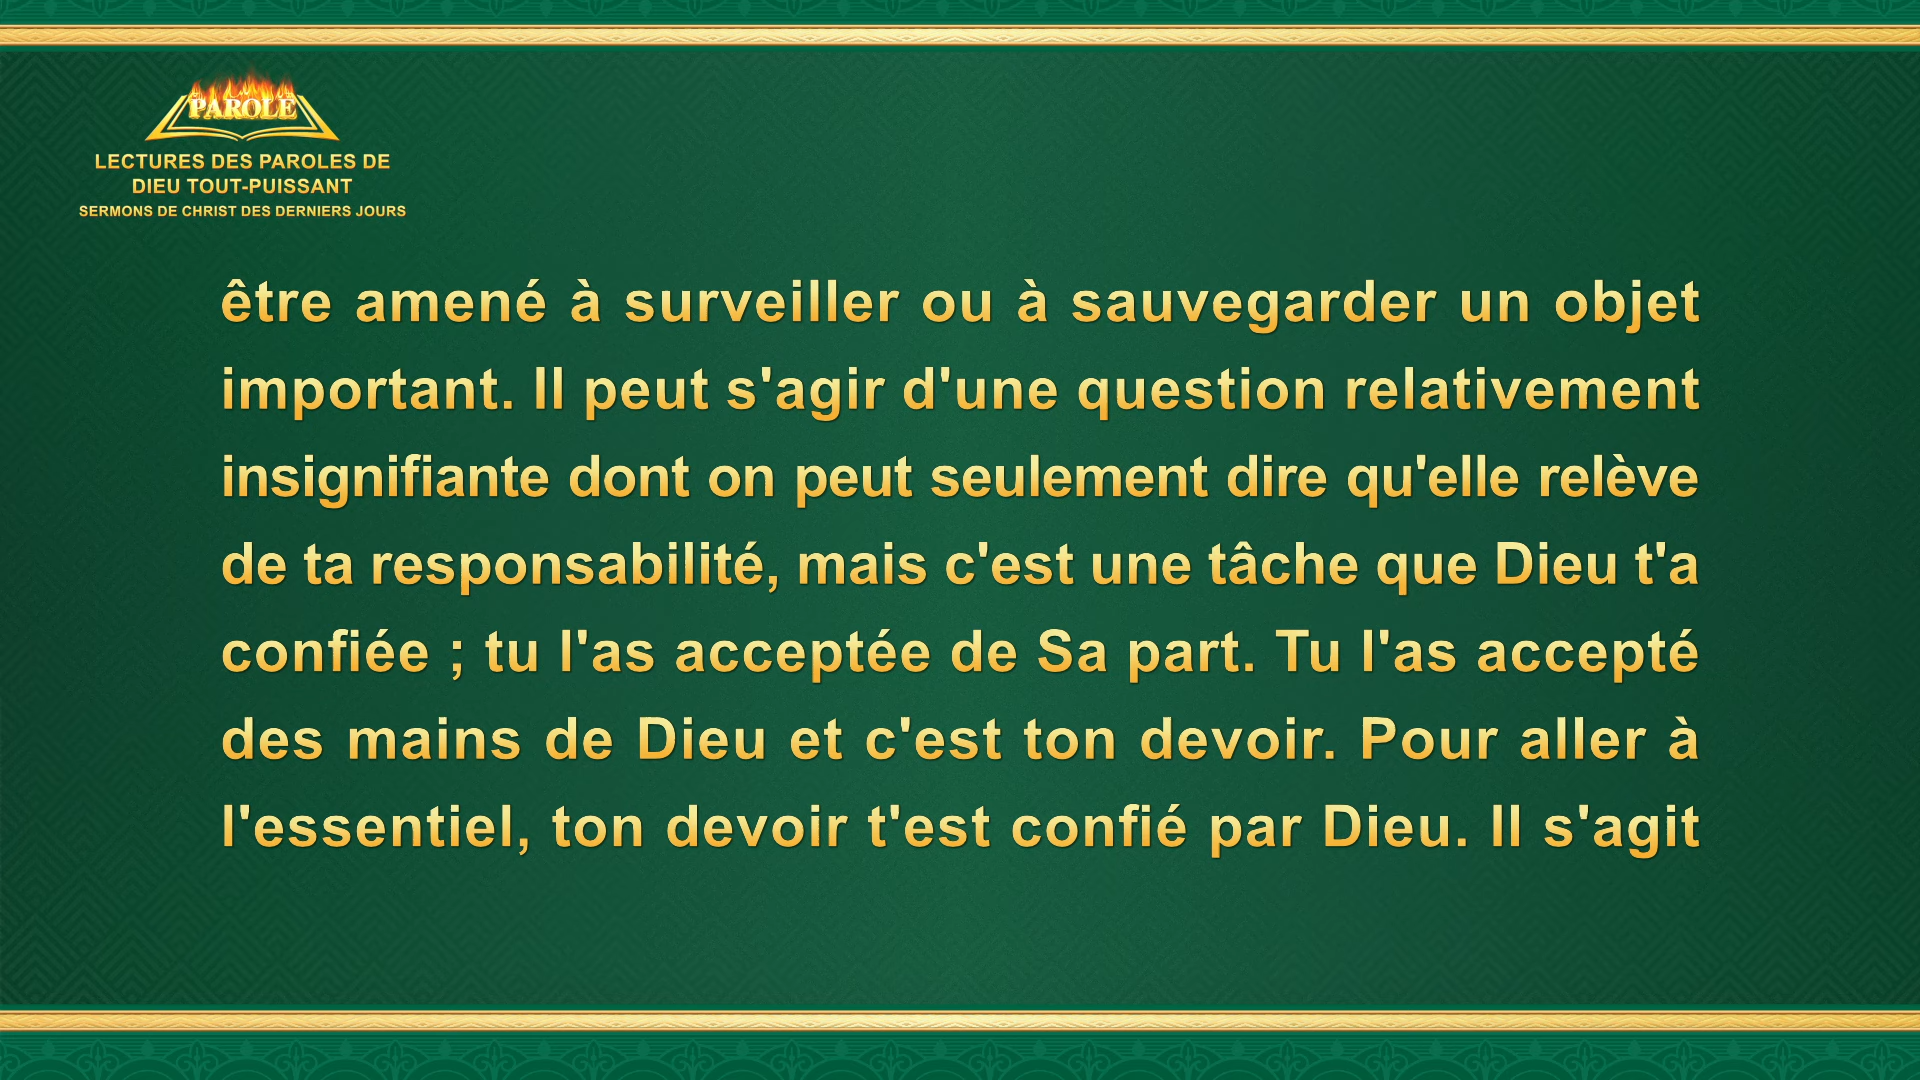 PAROLE
LECTURES DES PAROLES DE
DIEU TOUT-PUISSANT
SERMONS DE CHRIST DES DERNIERS JOURS
être amené à surveiller ou à sauvegarder un objet
important. Il peut s'agir d'une question relativement
insignifiante dont on peut seulement dire qu'elle relève
de ta responsabilité, mais c'est une tâche que Dieu t'a
confiée ; tu l'as acceptée de Sa part. Tu l'as accepté
des mains de Dieu et c'est ton devoir. Pour aller à
l'essentiel, ton devoir t'est confié par Dieu. Il s'agit